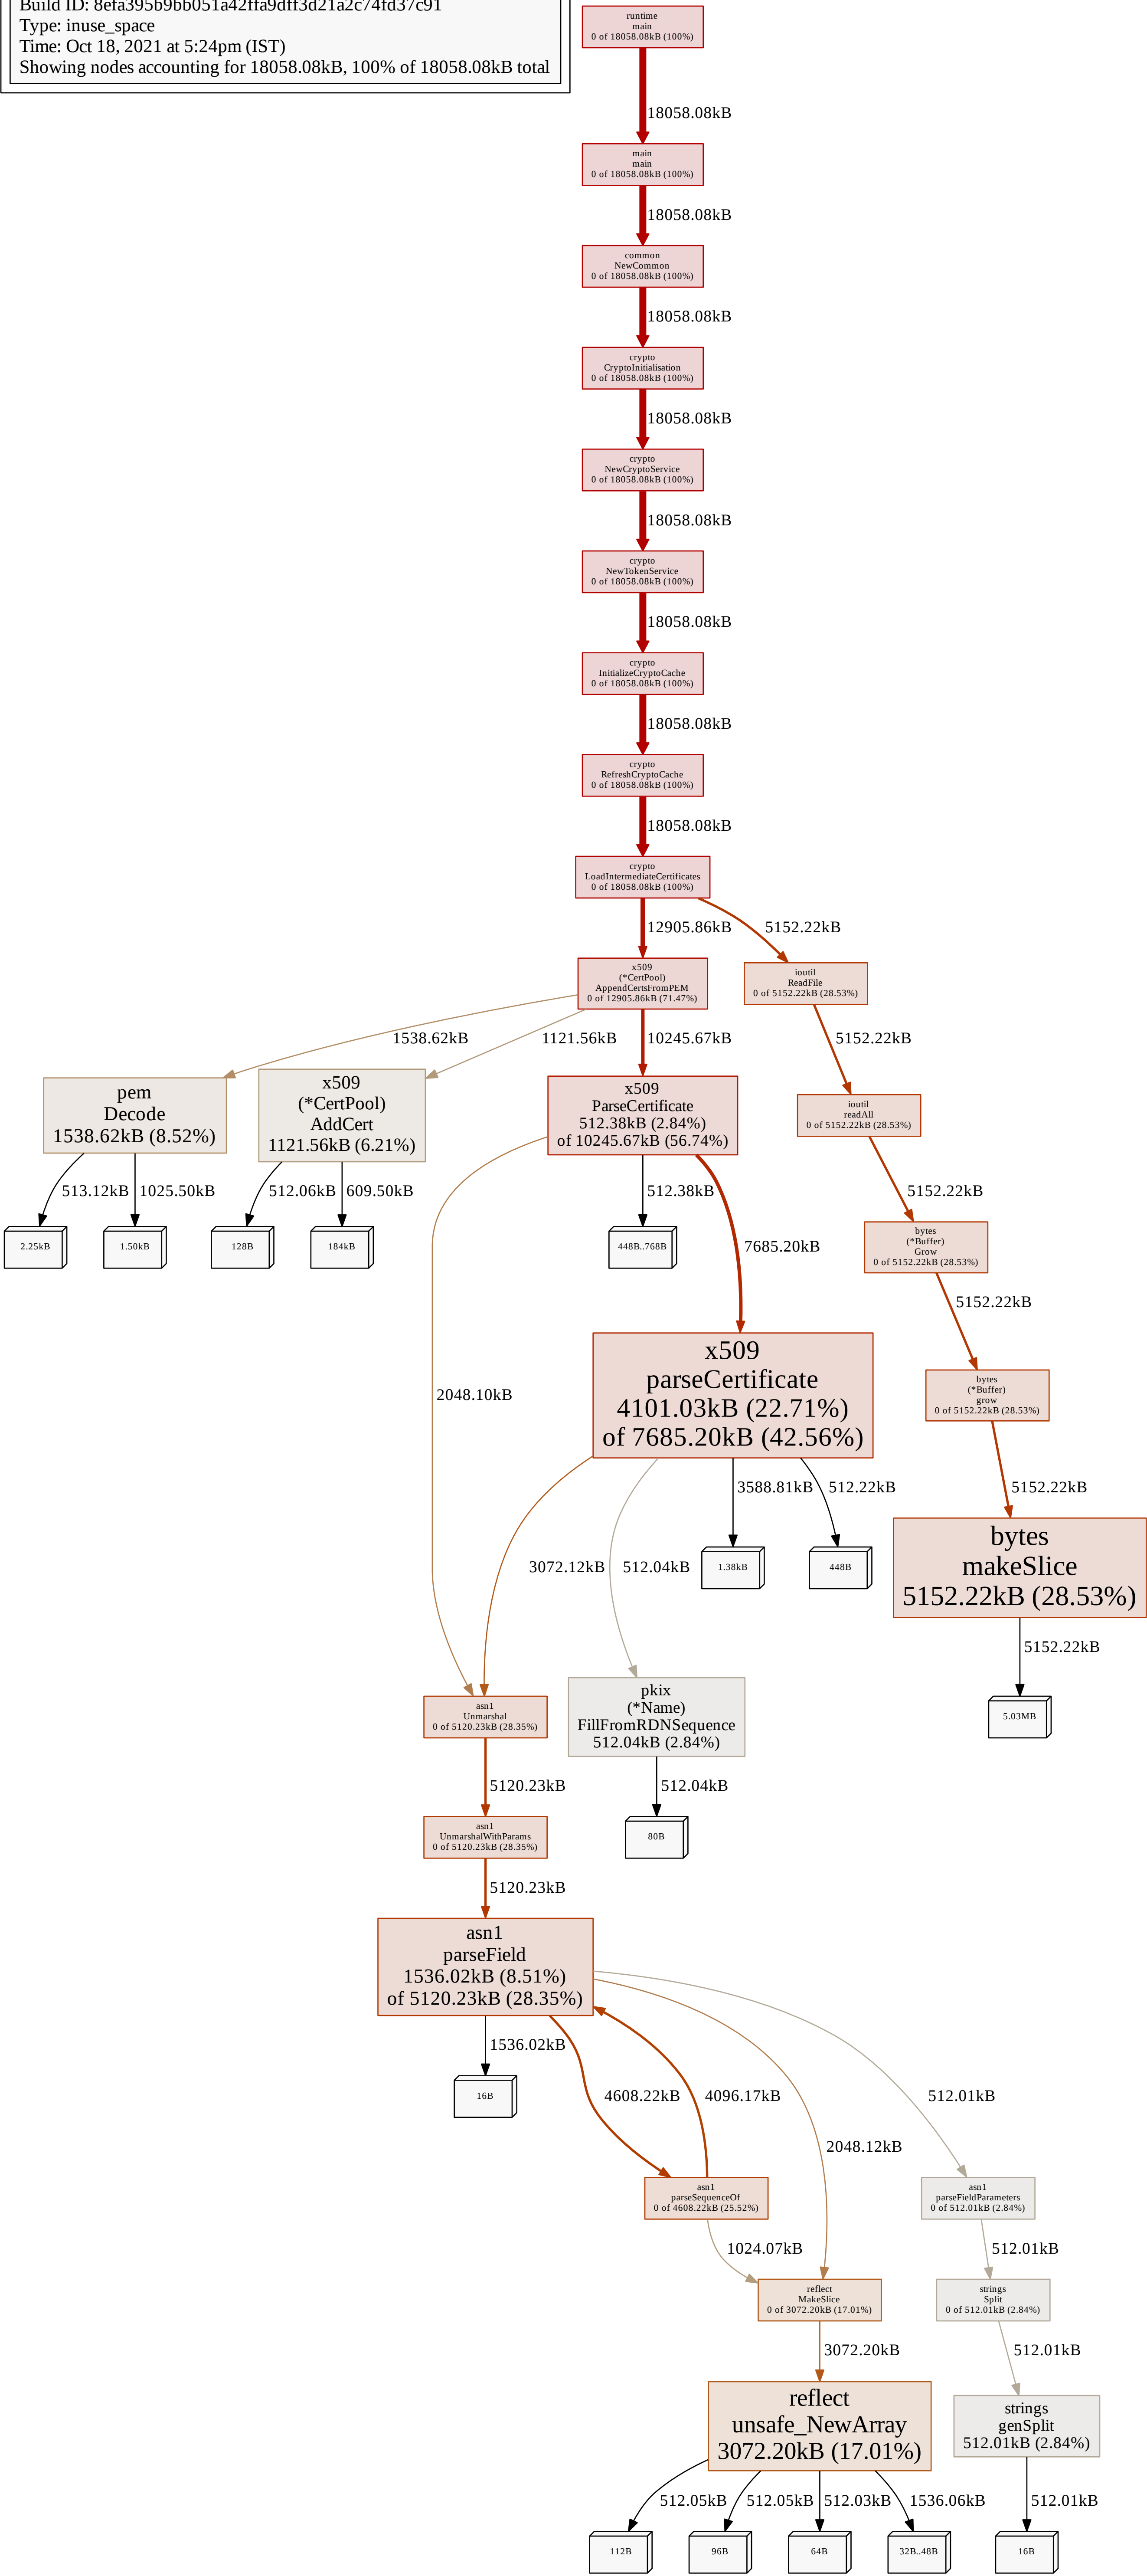 Build ID: 8efa395b9bb051a42ffa9dff3d21a2c74fd37c91
Type: inuse_space
Time: Oct 18, 2021 at 5:24pm (IST)
Showing nodes accounting for 18058.08kB, 100% of 18058.08kB total
runtime
main
0 of 18058.08kB (100%)
18058.08kB
main
main
0 of 18058.08kB (100%)
18058.08kB
common
NewCommon
0 of 18058.08kB (100%)
18058.08kB
crypto
CryptoInitialisation
0 of 18058.08kB (100%)
18058.08kB
crypto
NewCryptoService
0 of 18058.08kB (100%)
18058.08kB
crypto
NewTokenService
0 of 18058.08kB (100%)
18058.08kB
crypto
InitializeCryptoCache
0 of 18058.08kB (100%)
18058.08kB
crypto
RefreshCryptoCache
0 of 18058.08kB (100%)
18058.08kB
crypto
LoadIntermediateCertificates
0 of 18058.08kB (100%)
12905.86kB
5152.22kB
x509
(*CertPool)
AppendCertsFromPEM
0 of 12905.86kB (71.47%)
ioutil
ReadFile
0 of 5152.22kB (28.53%)
1538.62kB
1121.56kB
10245.67kB
5152.22kB
pem
Decode
1538.62kB (8.52%)
x509
(*CertPool)
AddCert
1121.56kB (6.21%)
x509
ParseCertificate
512.38kB (2.84%)
of 10245.67kB (56.74%)
ioutil
readAll
0 of 5152.22kB (28.53%)
513.12kB
1025.50kB
512.06kB
609.50kB
512.38kB
7685.20kB
5152.22kB
2.25kB
1.50kB
128B
184kB
448B..768B
bytes
(*Buffer)
Grow
0 of 5152.22kB (28.53%)
5152.22kB
2048.10kB
x509
parseCertificate
4101.03kB (22.71%)
of 7685.20kB (42.56%)
bytes
(*Buffer)
grow
0 of 5152.22kB (28.53%)
3072.12kB
512.04kB
3588.81kB
512.22kB
5152.22kB
1.38kB
448B
bytes
makeSlice
5152.22kB (28.53%)
5152.22kB
5.03MB
asn1
Unmarshal
0 of 5120.23kB (28.35%)
pkix
(*Name)
FillFromRDNSequence
512.04kB (2.84%)
5120.23kB
512.04kB
asn1
UnmarshalWithParams
0 of 5120.23kB (28.35%)
80B
5120.23kB
asn1
parseField
1536.02kB (8.51%)
of 5120.23kB (28.35%)
1536.02kB
16B
4608.22kB
4096.17kB
2048.12kB
512.01kB
asn1
parseSequenceOf
0 of 4608.22kB (25.52%)
asn1
parseFieldParameters
0 of 512.01kB (2.84%)
1024.07kB
512.01kB
reflect
MakeSlice
0 of 3072.20kB (17.01%)
strings
Split
0 of 512.01kB (2.84%)
3072.20kB
512.01kB
reflect
unsafe_NewArray
3072.20kB (17.01%)
strings
genSplit
512.01kB (2.84%)
512.05kB
512.05kB
512.03kB
1536.06kB
512.01kB
112B
96B
64B
32B..48B
16B